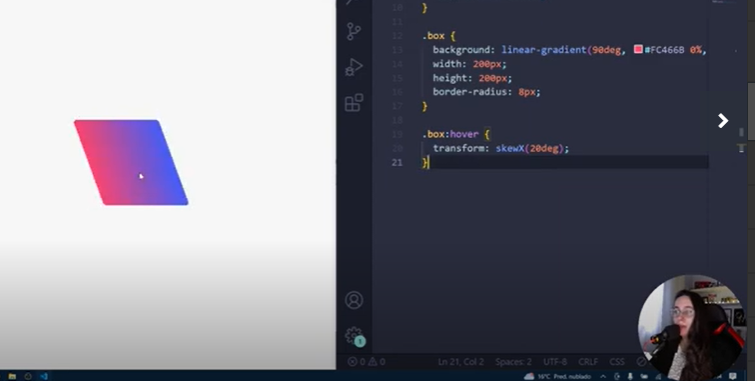 10 }
11
12 .box {
13 background: linear-gradient(90deg, #FC466B 0%,
14 width: 200px;
15 height: 200px;
16 border-radius: 8px;
17 }
18
19 .box:hover {
20 transform: skewX(20deg);
21 }
0 0 Ln 21, Col 2 Spaces: 2 UTF-8 CRLF CSS
16°C Pred. nublado